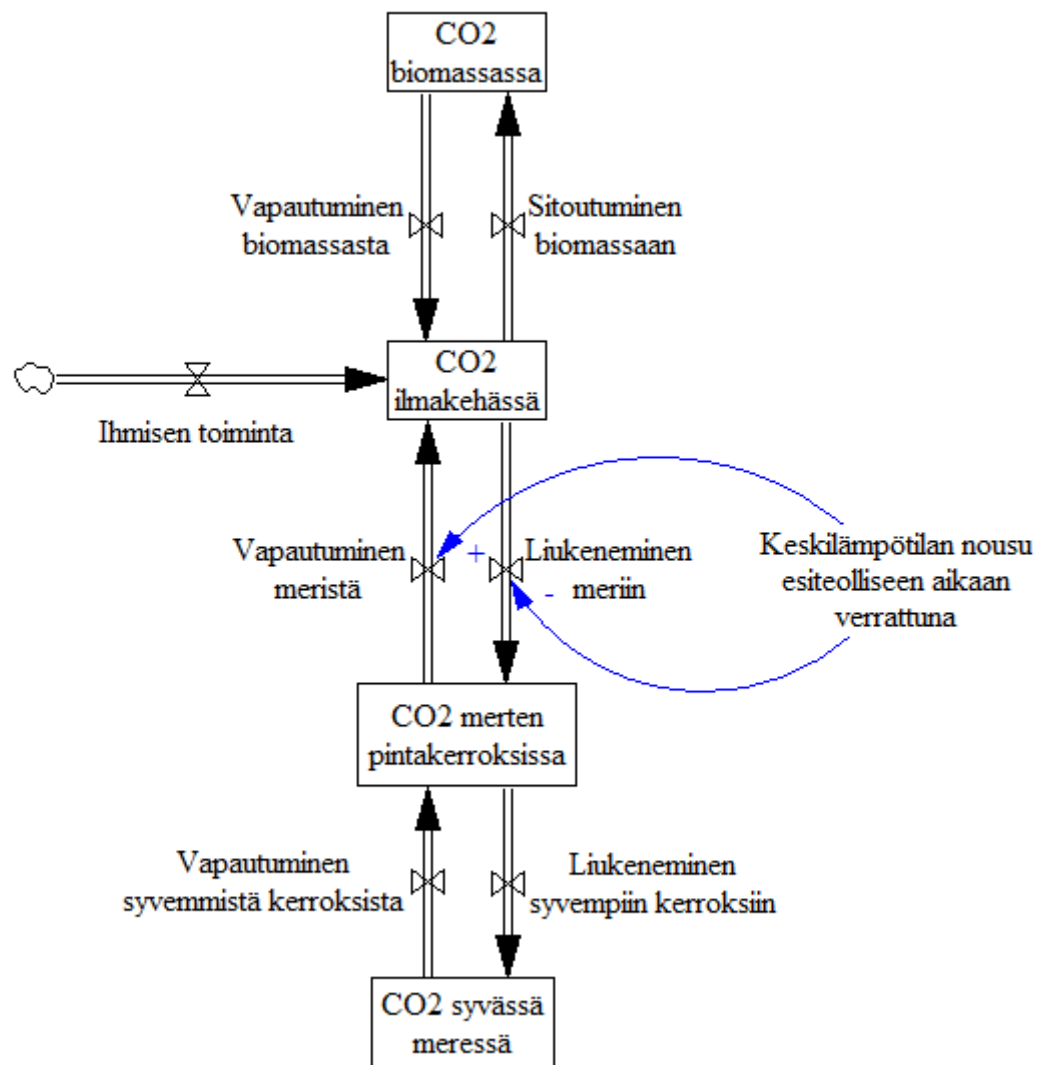 CO2
biomassassa
Vapautuminen
biomassasta
Sitoutuminen
biomassaan
CO2
ilmakehässä
Ihmisen toiminta
Vapautuminen
meristä
+
Liukeneminen
meriin
-
Keskilämpötilan nousu
esiteolliseen aikaan
verrattuna
CO2 merten
pintakerroksissa
Vapautuminen
syvemmistä kerroksista
Liukeneminen
syvempiin kerroksiin
CO2 syvässä
meressä